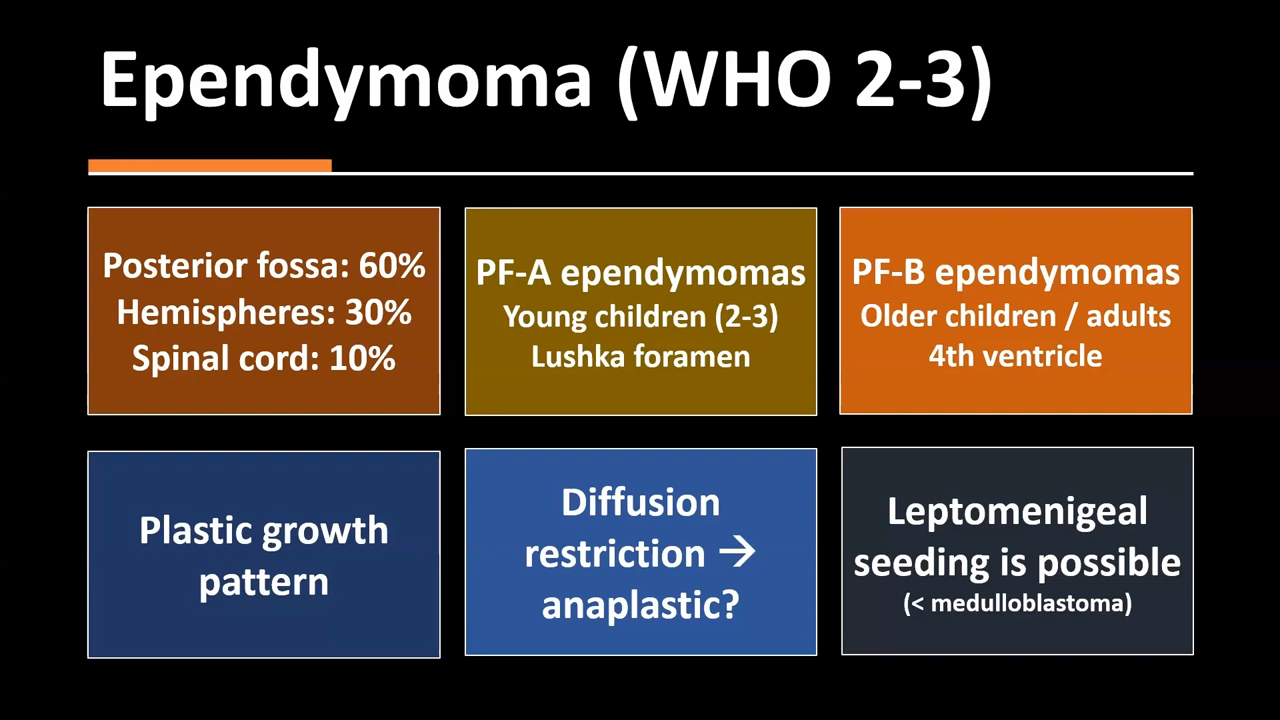 Ependymoma (WHO 2-3)
Posterior fossa: 60%
Hemispheres: 30%
Spinal cord: 10%
PF-A ependymomas
Young children (2-3)
Lushka foramen
PF-B ependymomas
Older children / adults
4th ventricle
Plastic growth
pattern
Diffusion
restriction →
anaplastic?
Leptomenigeal
seeding is possible
(< medulloblastoma)